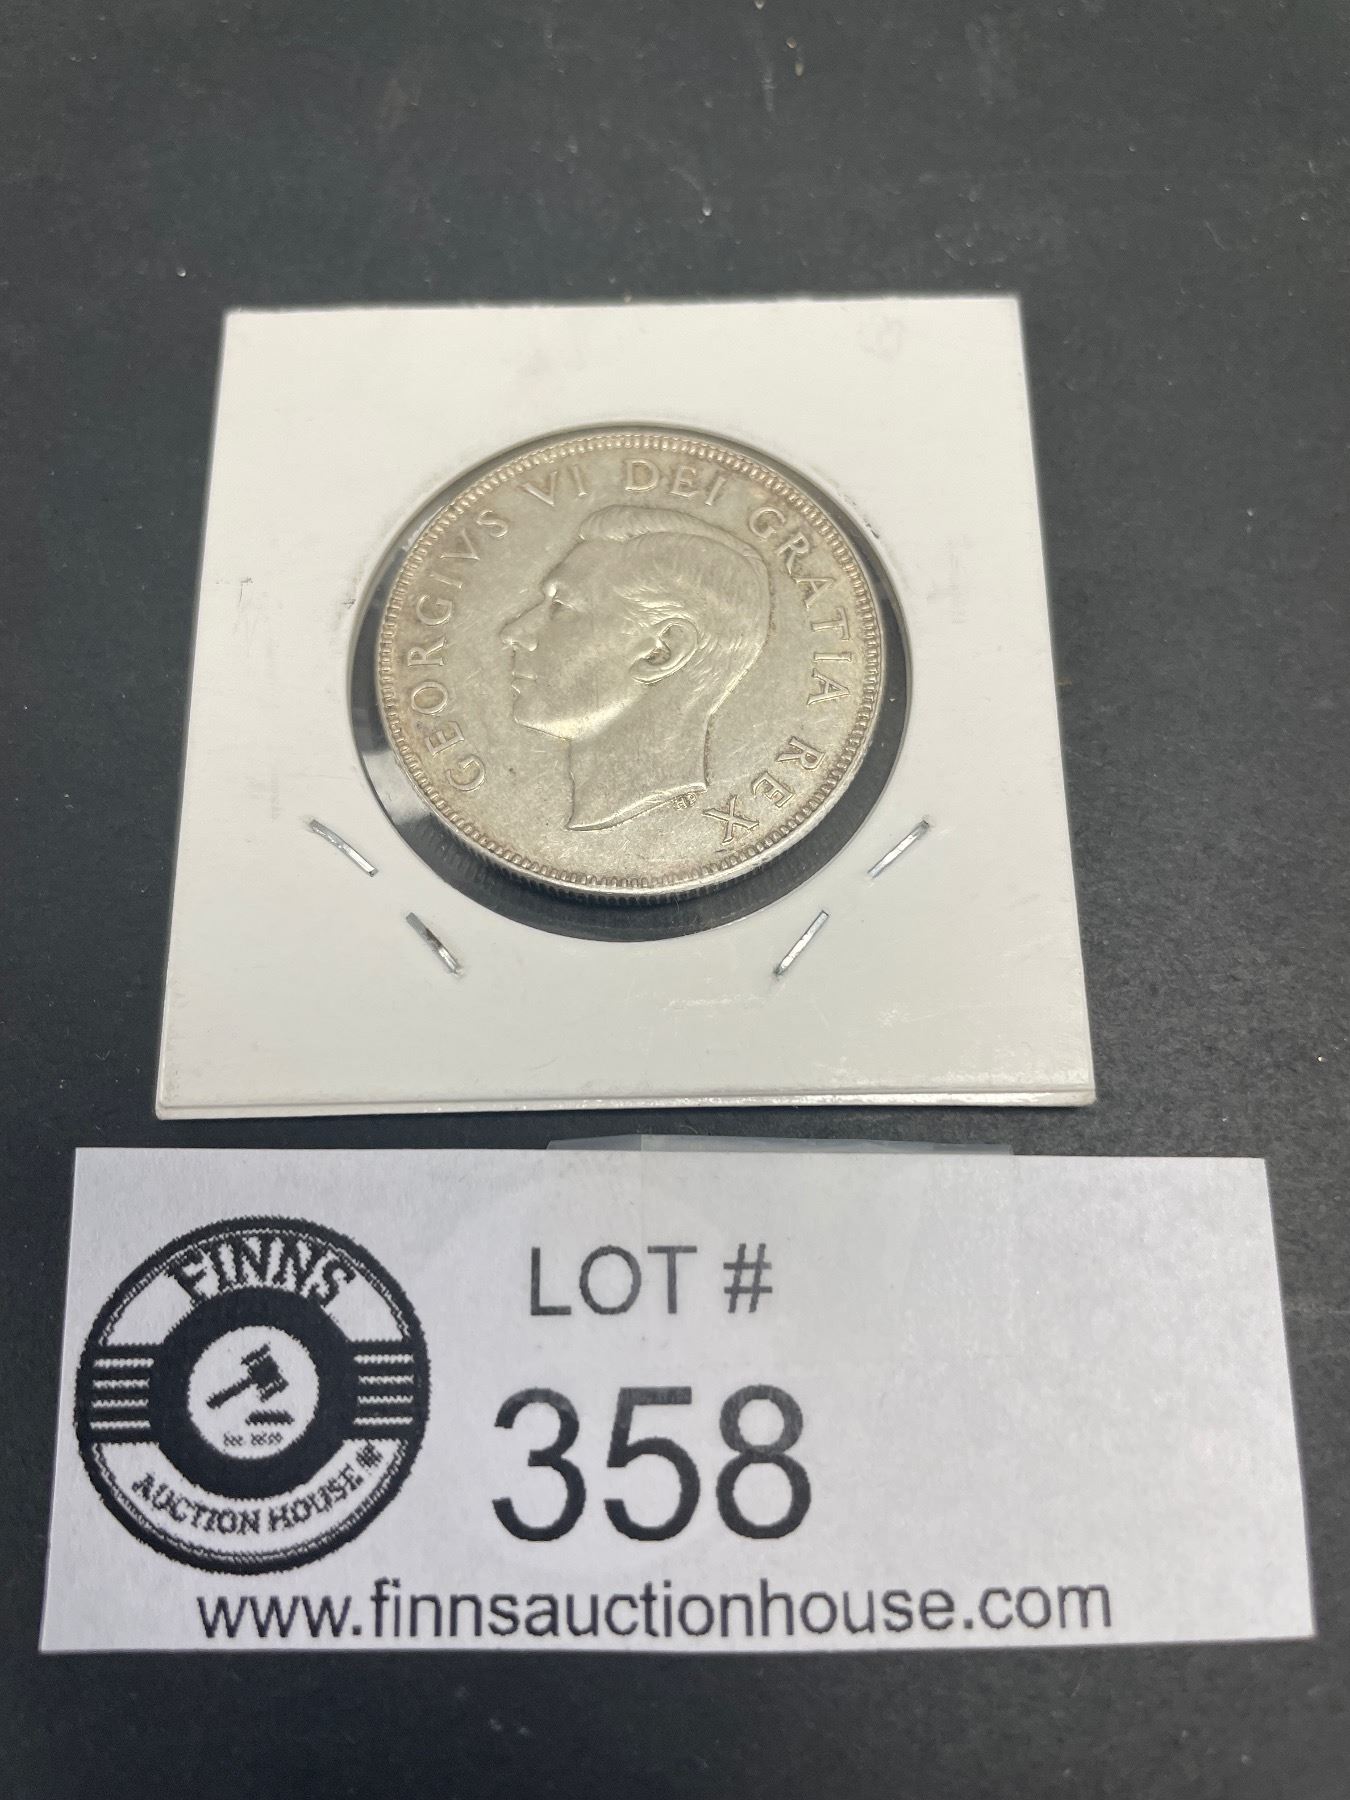 GEORGIVS VI DEI GRATIA REX
HP
FINNS
AUCTION HOUSE
LOT #
358
www.finnsauctionhouse.com